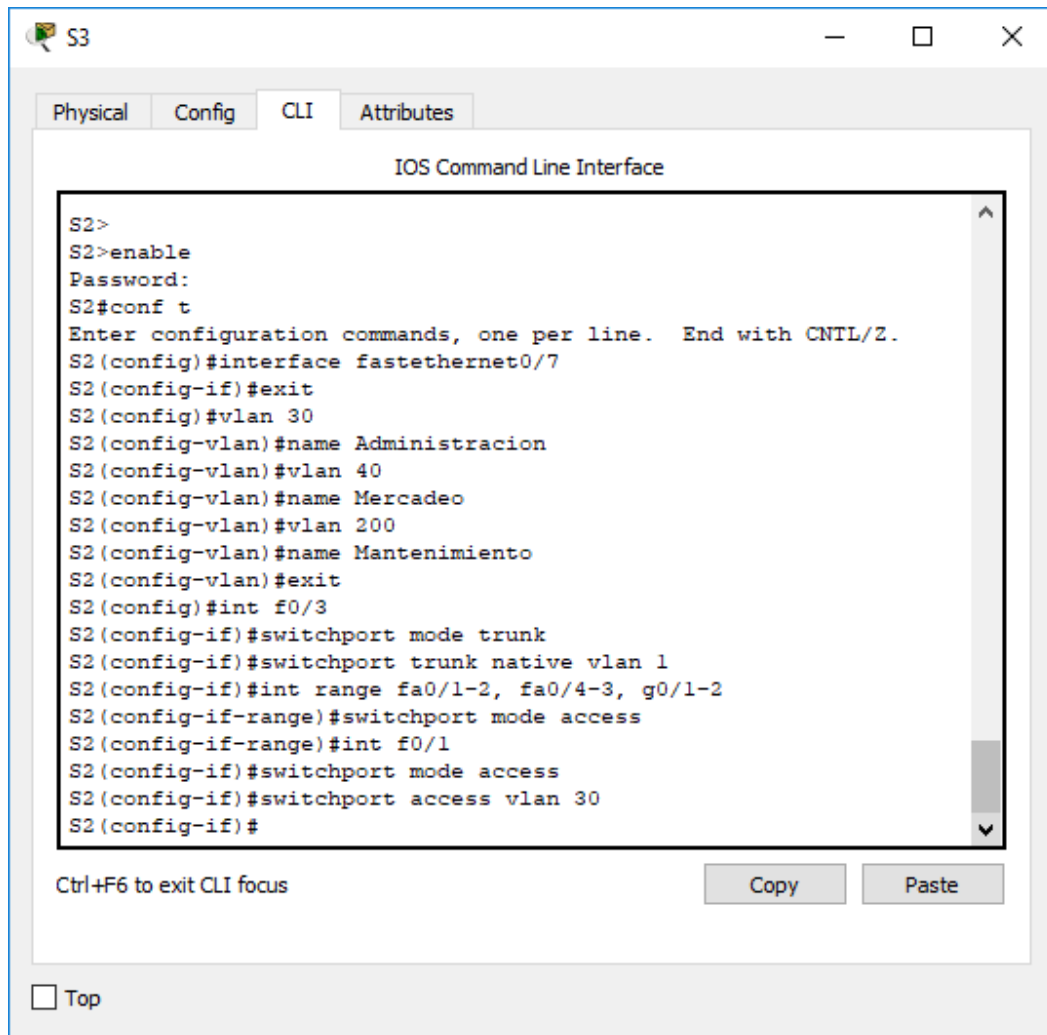 S3
Physical Config CLI Attributes
IOS Command Line Interface
S2>
S2>enable
Password:
S2#conf t
Enter configuration commands, one per line.  End with CNTL/Z.
S2(config)#interface fastethernet0/7
S2(config-if)#exit
S2(config)#vlan 30
S2(config-vlan)#name Administracion
S2(config-vlan)#vlan 40
S2(config-vlan)#name Mercadeo
S2(config-vlan)#vlan 200
S2(config-vlan)#name Mantenimiento
S2(config-vlan)#exit
S2(config)#int f0/3
S2(config-if)#switchport mode trunk
S2(config-if)#switchport trunk native vlan 1
S2(config-if)#int range fa0/1-2, fa0/4-3, g0/1-2
S2(config-if-range)#switchport mode access
S2(config-if-range)#int f0/1
S2(config-if)#switchport mode access
S2(config-if)#switchport access vlan 30
S2(config-if)#
Ctrl+F6 to exit CLI focus
Copy Paste
Top